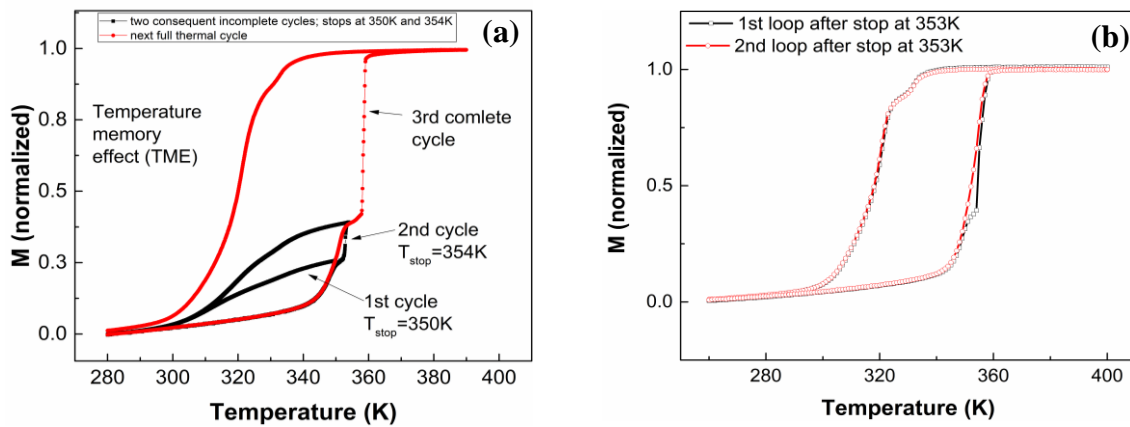 two consequent incomplete cycles; stops at 350K and 354K
next full thermal cycle
(a)
1.0
0.8
0.5
0.3
0.0
M (normalized)
Temperature
memory
effect (TME)
3rd comlete
cycle
2nd cycle
T_stop=354K
1st cycle
T_stop=350K
280 300 320 340 360 380 400
Temperature (K)
1st loop after stop at 353K
2nd loop after stop at 353K
(b)
1.0
0.5
0.0
M (normalized)
280 320 360 400
Temperature (K)